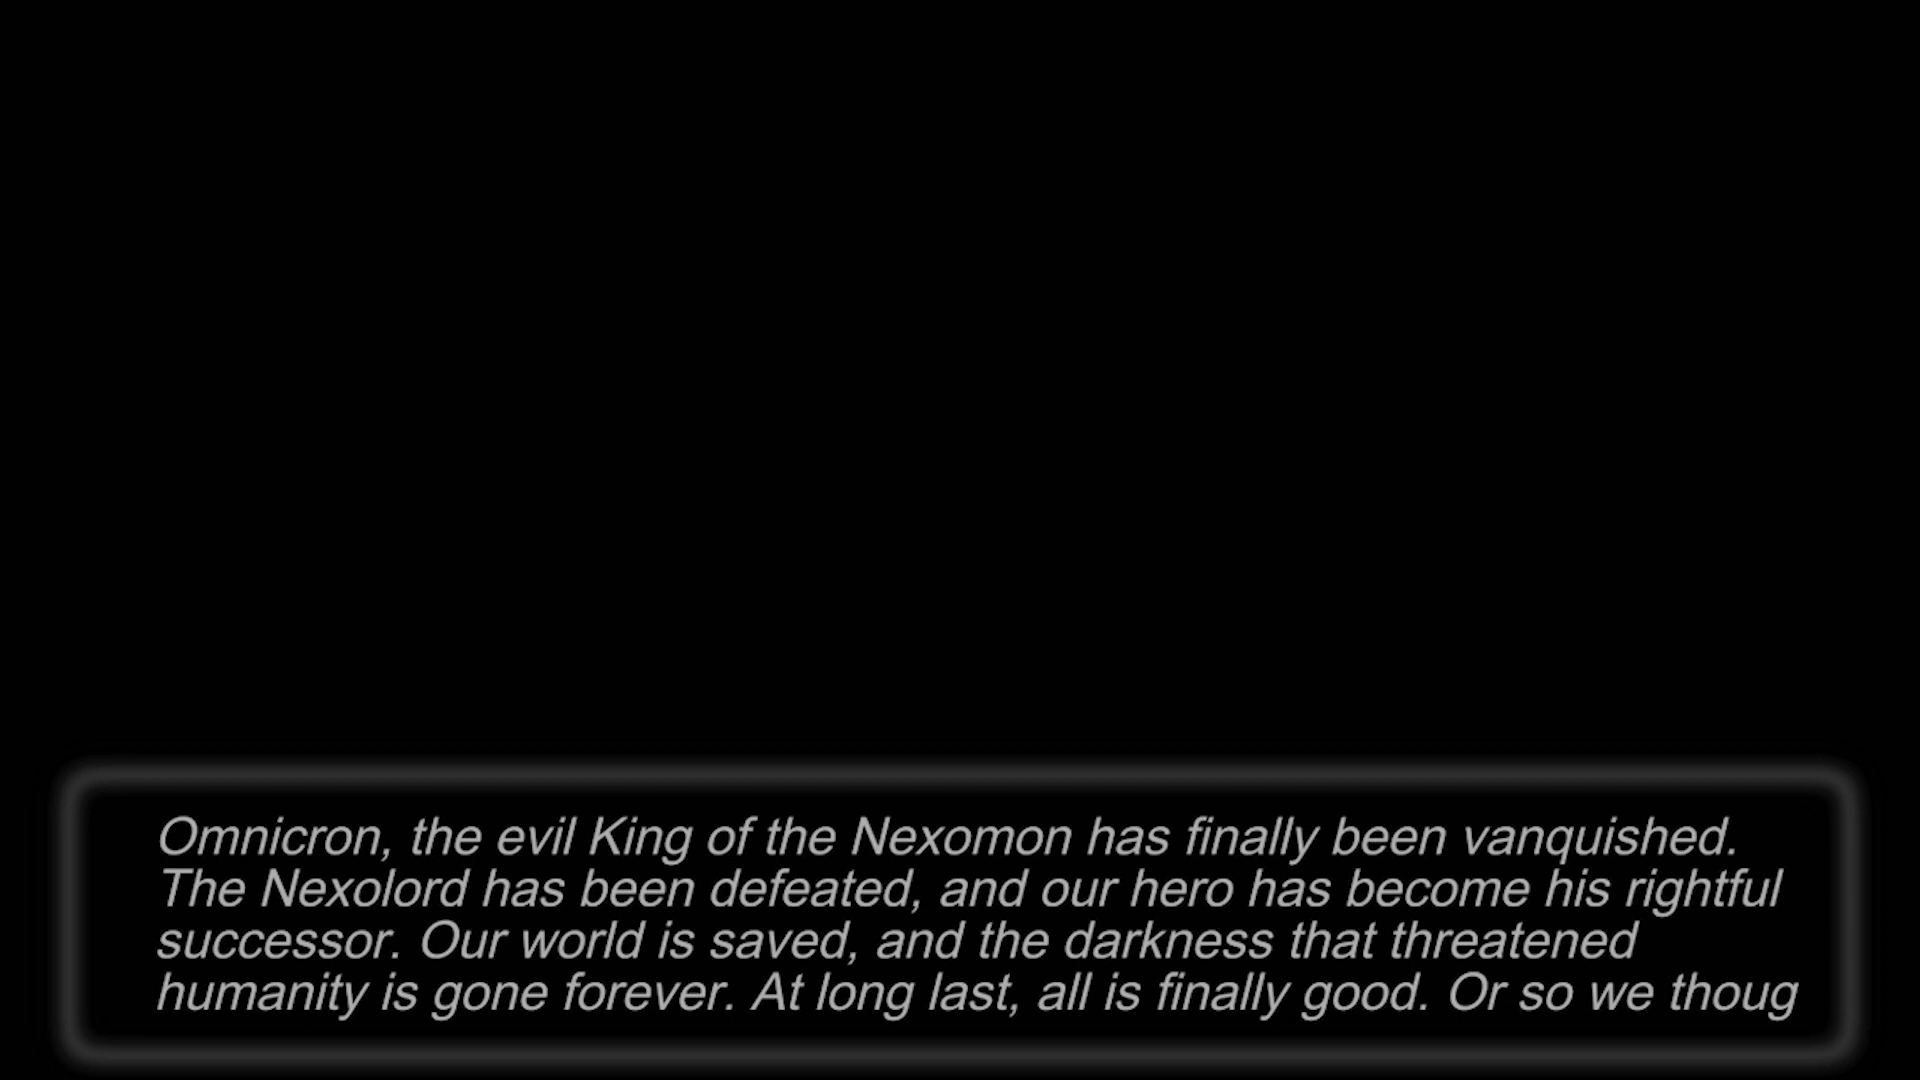 Omnicron, the evil King of the Nexomon has finally been vanquished.
The Nexolord has been defeated, and our hero has become his rightful
successor. Our world is saved, and the darkness that threatened
humanity is gone forever. At long last, all is finally good. Or so we thoug